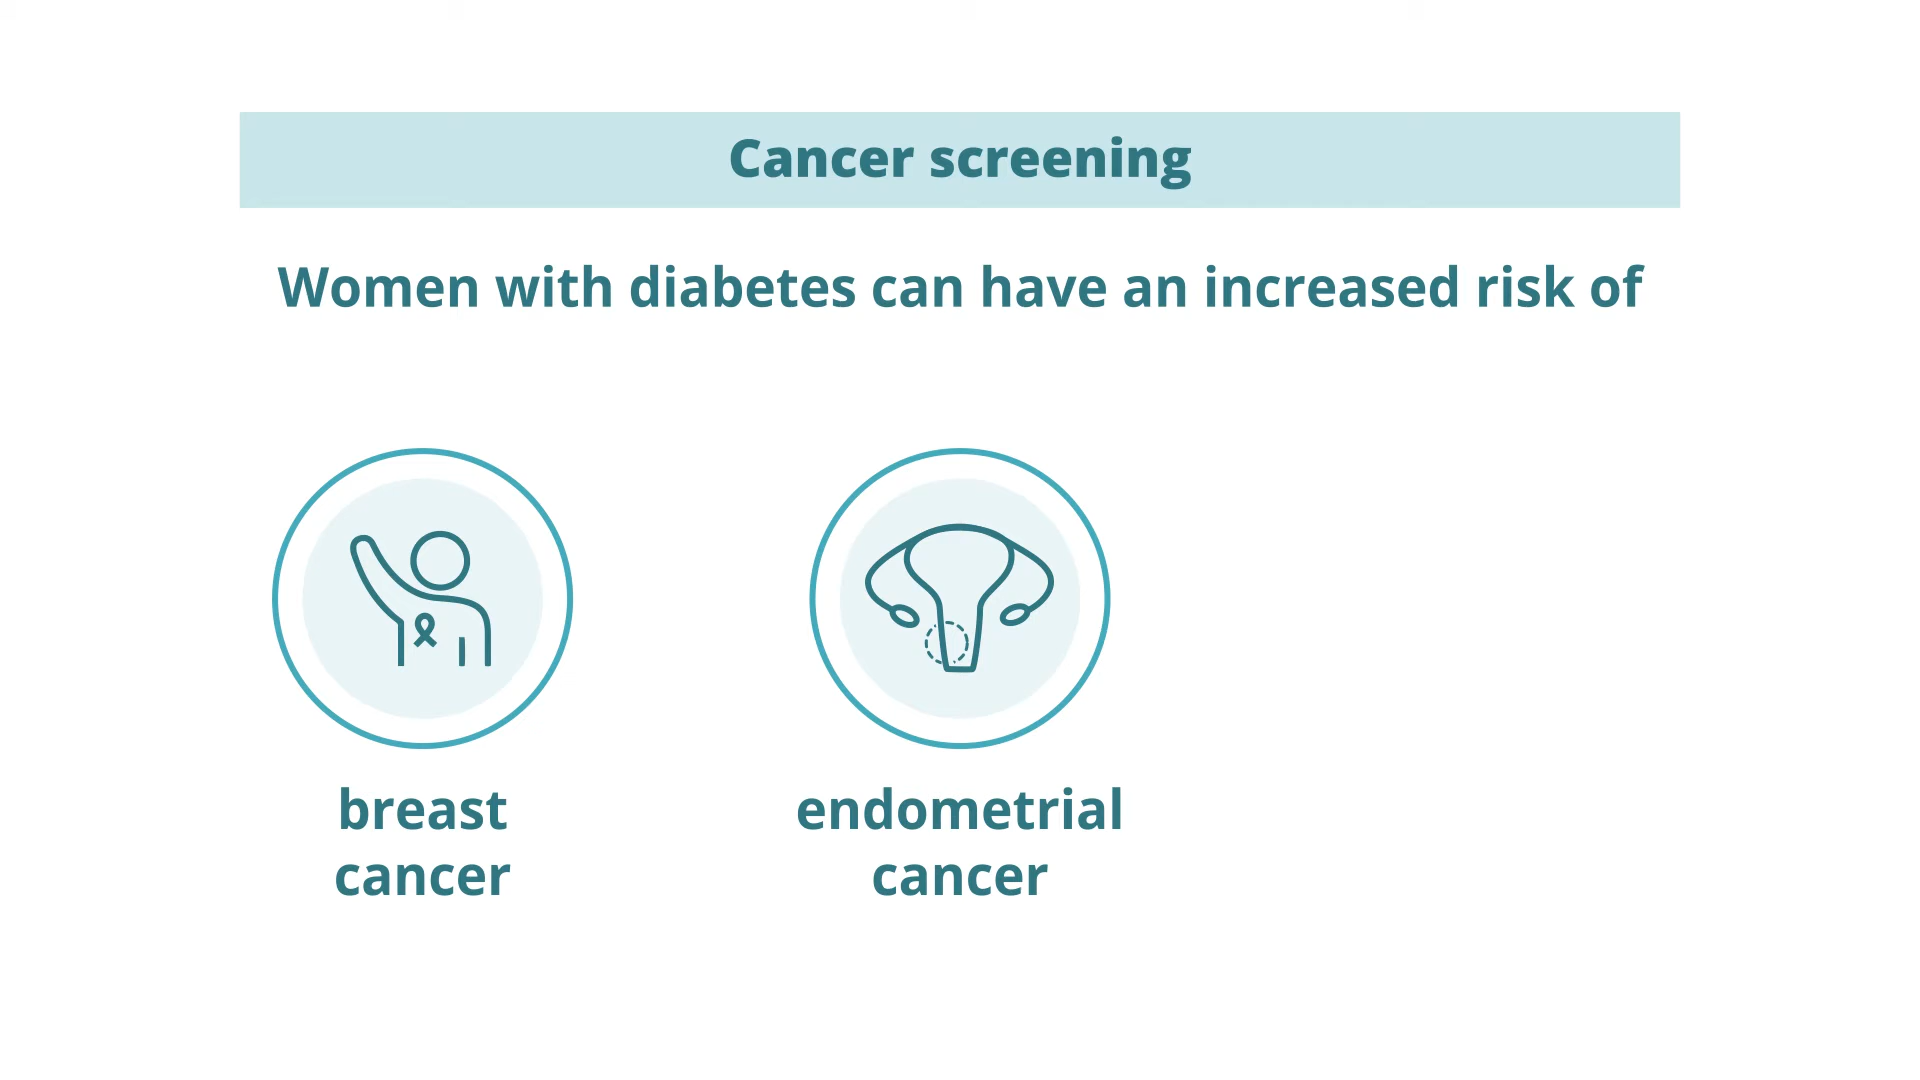 Cancer screening
Women with diabetes can have an increased risk of
breast
cancer
endometrial
cancer